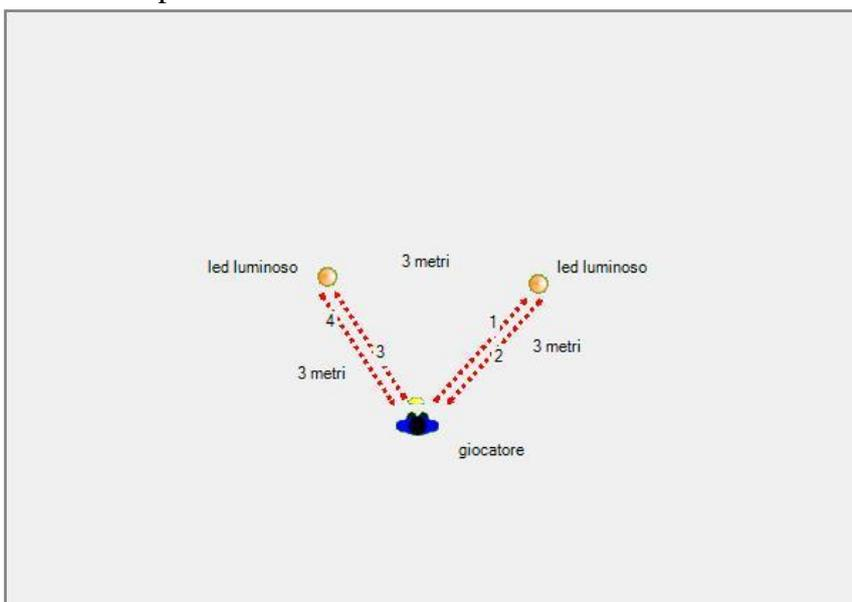 led luminoso
3 metri
led luminoso
4
1
3
2
3 metri
3 metri
giocatore